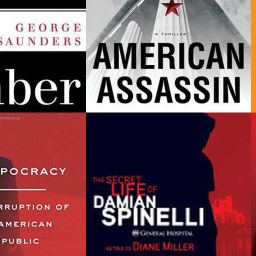 GEORGE
SAUNDERS
mber
A THRILLER
AMERICAN
ASSASSIN
POCRACY
RRUPTION OF
AMERICAN
PUBLIC
THE SECRET
LIFE OF
DAMIAN
SPINELLI
GENERAL HOSPITAL
AS TOLD TO DIANE MILLER